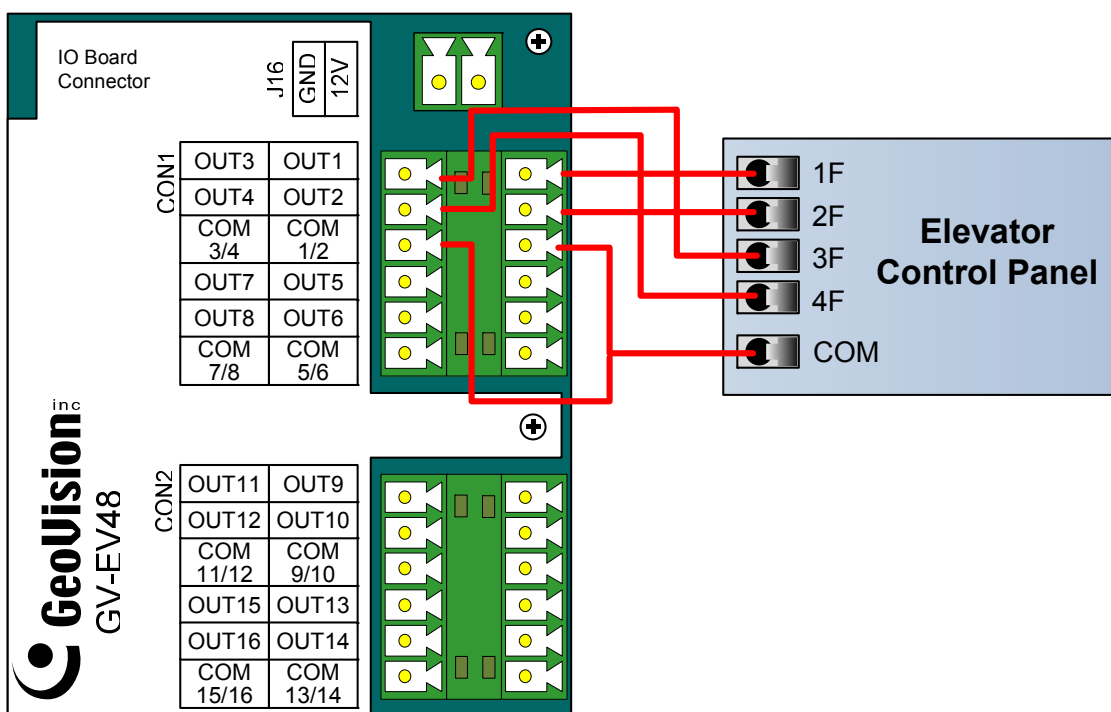 IO Board
Connector
J16
GND
12V
CON1
OUT3 OUT1
OUT4 OUT2
COM COM
3/4 1/2
OUT7 OUT5
OUT8 OUT6
COM COM
7/8 5/6
1F
2F
3F
4F
COM
Elevator
Control Panel
GeoVision inc
GV-EV48
CON2
OUT11 OUT9
OUT12 OUT10
COM COM
11/12 9/10
OUT15 OUT13
OUT16 OUT14
COM COM
15/16 13/14